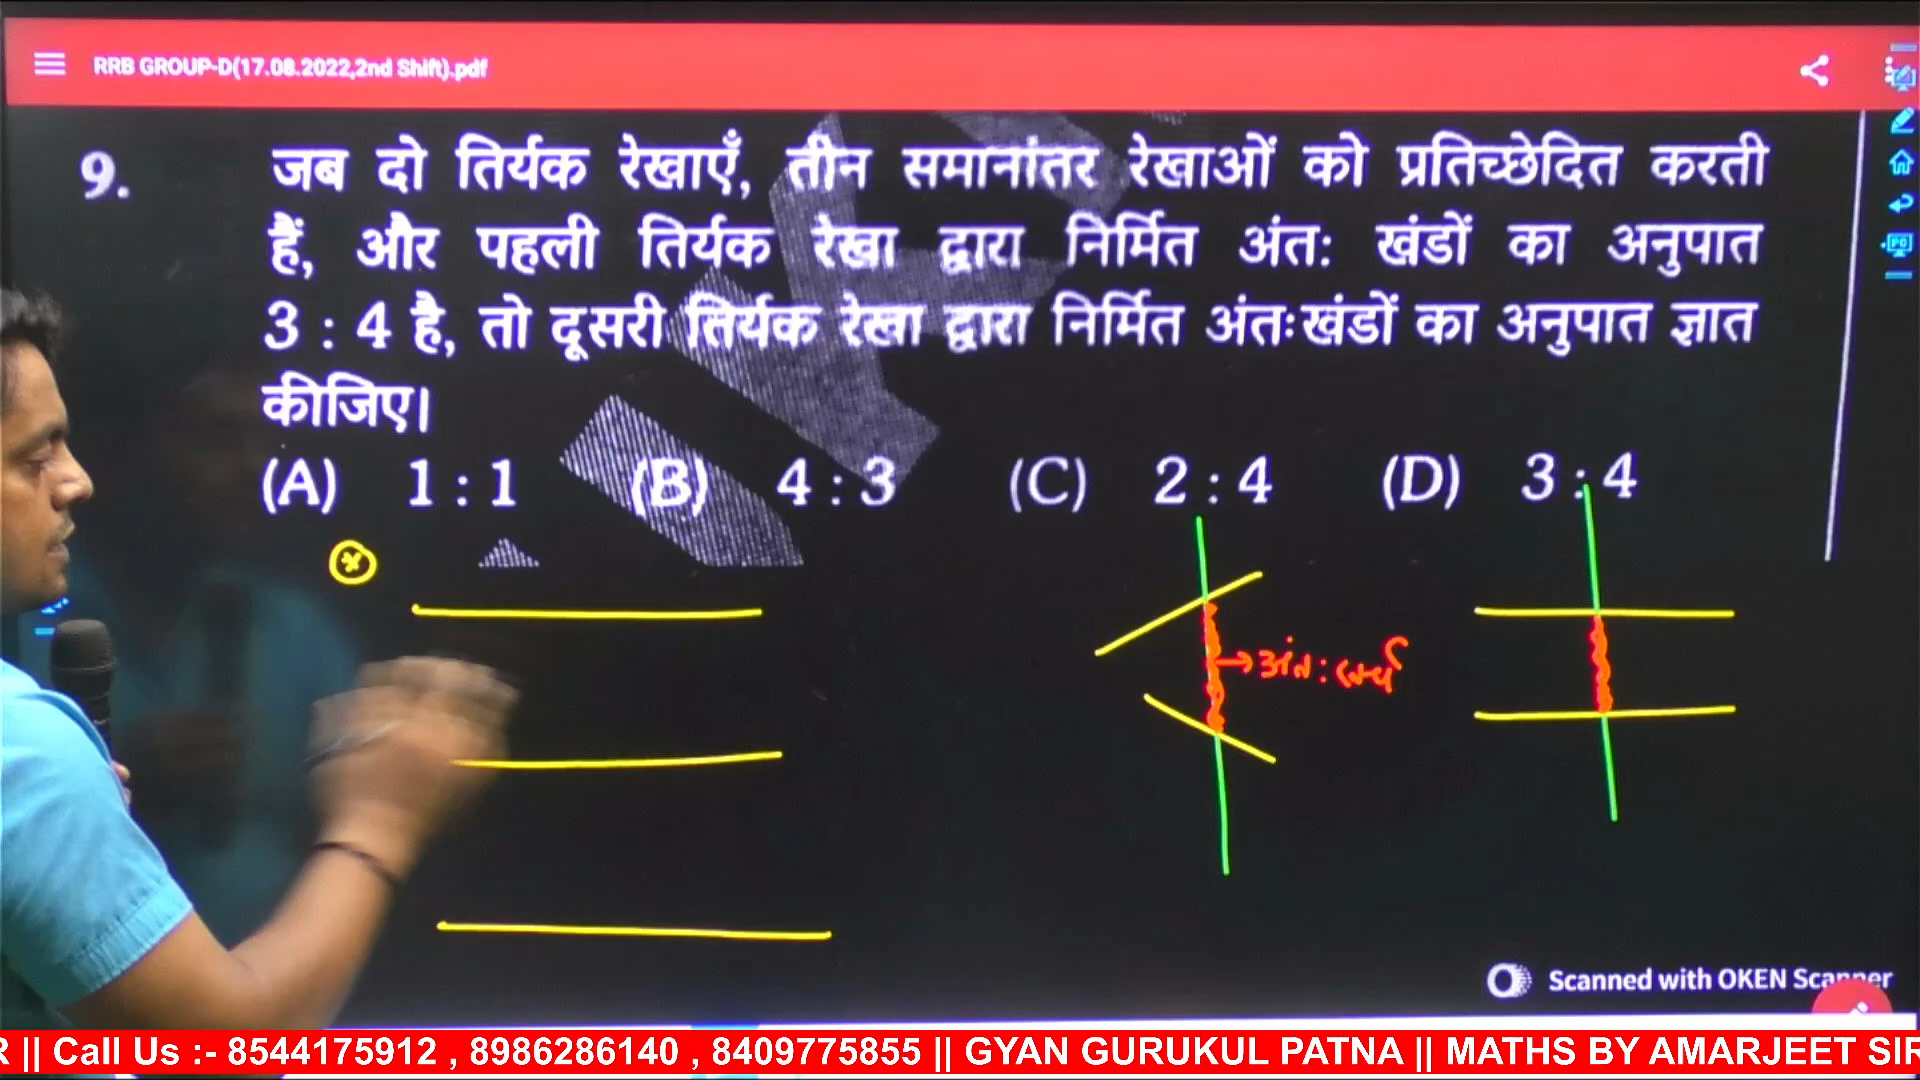 RRB GROUP-D(17.08.2022,2nd Shift).pdf
9. जब दो तिर्यक रेखाएँ, तीन समानांतर रेखाओं को प्रतिच्छेदित करती
हैं, और पहली तिर्यक रेखा द्वारा निर्मित अंत: खंडों का अनुपात
3 : 4 है, तो दूसरी तिर्यक रेखा द्वारा निर्मित अंतःखंडों का अनुपात ज्ञात
कीजिए।
(A) 1 : 1 (B) 4 : 3 (C) 2 : 4 (D) 3 : 4
अंत:
Scanned with OKEN Scanner
R || Call Us :- 8544175912 , 8986286140 , 8409775855 || GYAN GURUKUL PATNA || MATHS BY AMARJEET SIR